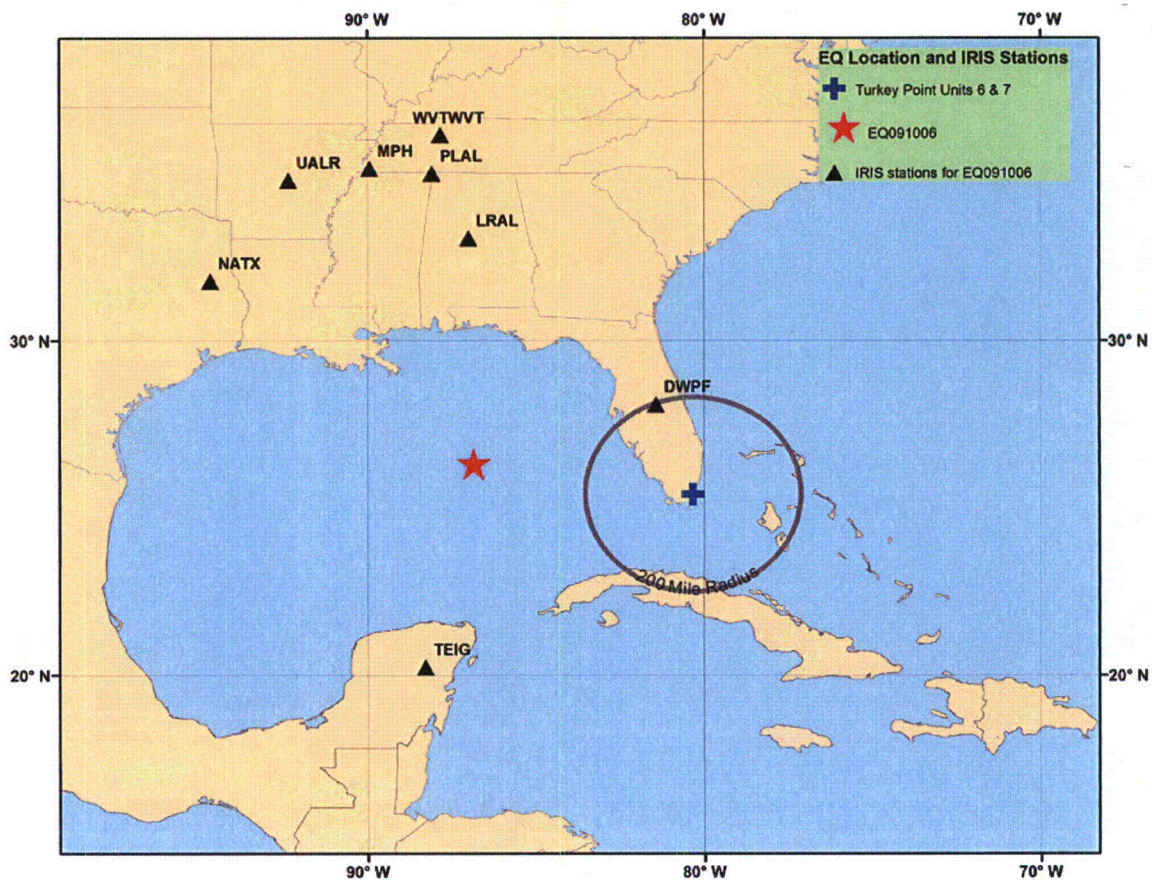 90° W 80° W 70° W
EQ Location and IRIS Stations
Turkey Point Units 6 & 7
EQ091006
IRIS stations for EQ091006
WVTWVT
MPH
PLAL
UALR
LRAL
NATX
30° N
30° N
DWPF
200 Mile Radius
TEIG
20° N
20° N
90° W 80° W 70° W